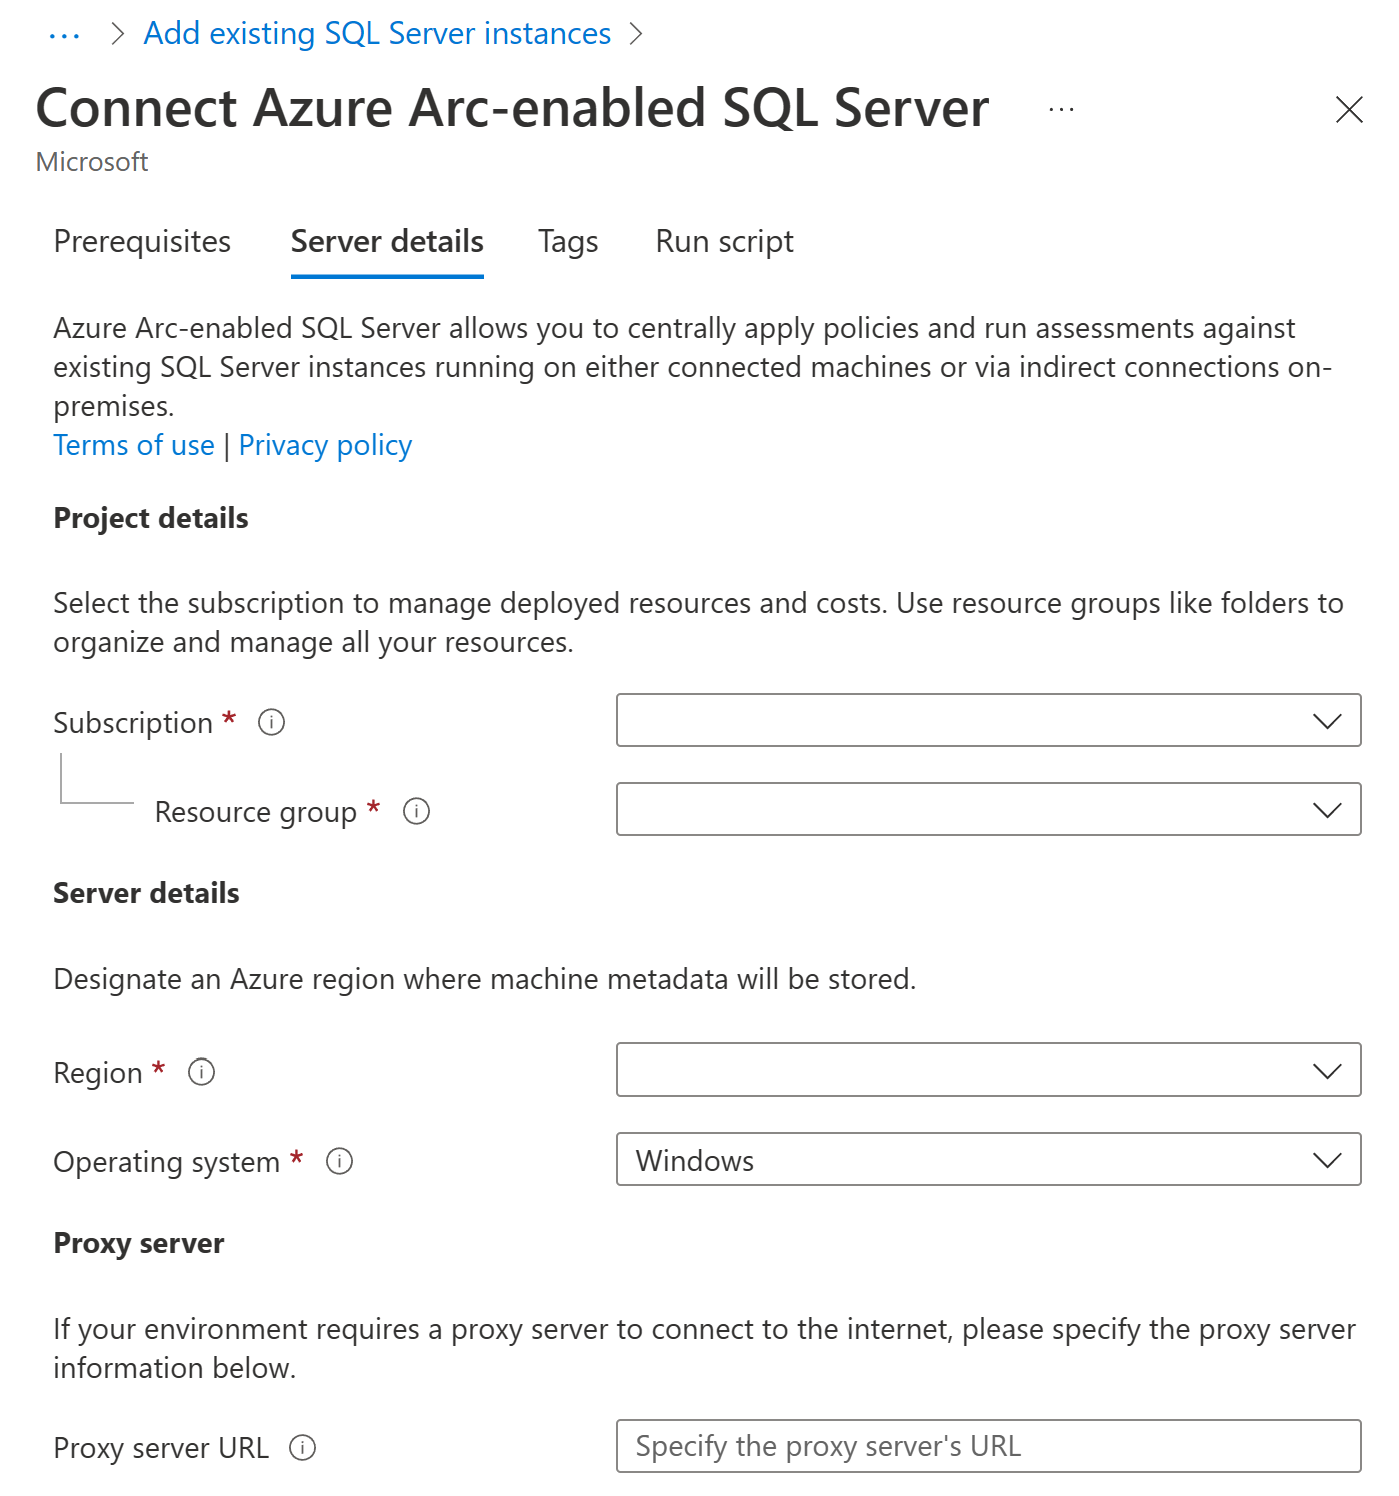 ... > Add existing SQL Server instances >
Connect Azure Arc-enabled SQL Server ...
Microsoft
Prerequisites Server details Tags Run script
Azure Arc-enabled SQL Server allows you to centrally apply policies and run assessments against
existing SQL Server instances running on either connected machines or via indirect connections on-
premises.
Terms of use | Privacy policy
Project details
Select the subscription to manage deployed resources and costs. Use resource groups like folders to
organize and manage all your resources.
Subscription *
Resource group *
Server details
Designate an Azure region where machine metadata will be stored.
Region *
Operating system * Windows
Proxy server
If your environment requires a proxy server to connect to the internet, please specify the proxy server
information below.
Proxy server URL Specify the proxy server's URL